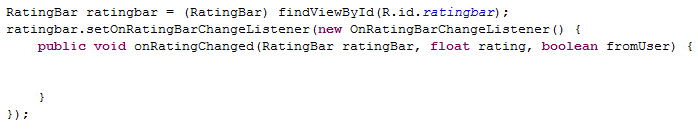 RatingBar ratingbar = (RatingBar) findViewById(R.id.ratingbar);
ratingbar.setOnRatingBarChangeListener(new OnRatingBarChangeListener() {
    public void onRatingChanged(RatingBar ratingBar, float rating, boolean fromUser) {
    }
});